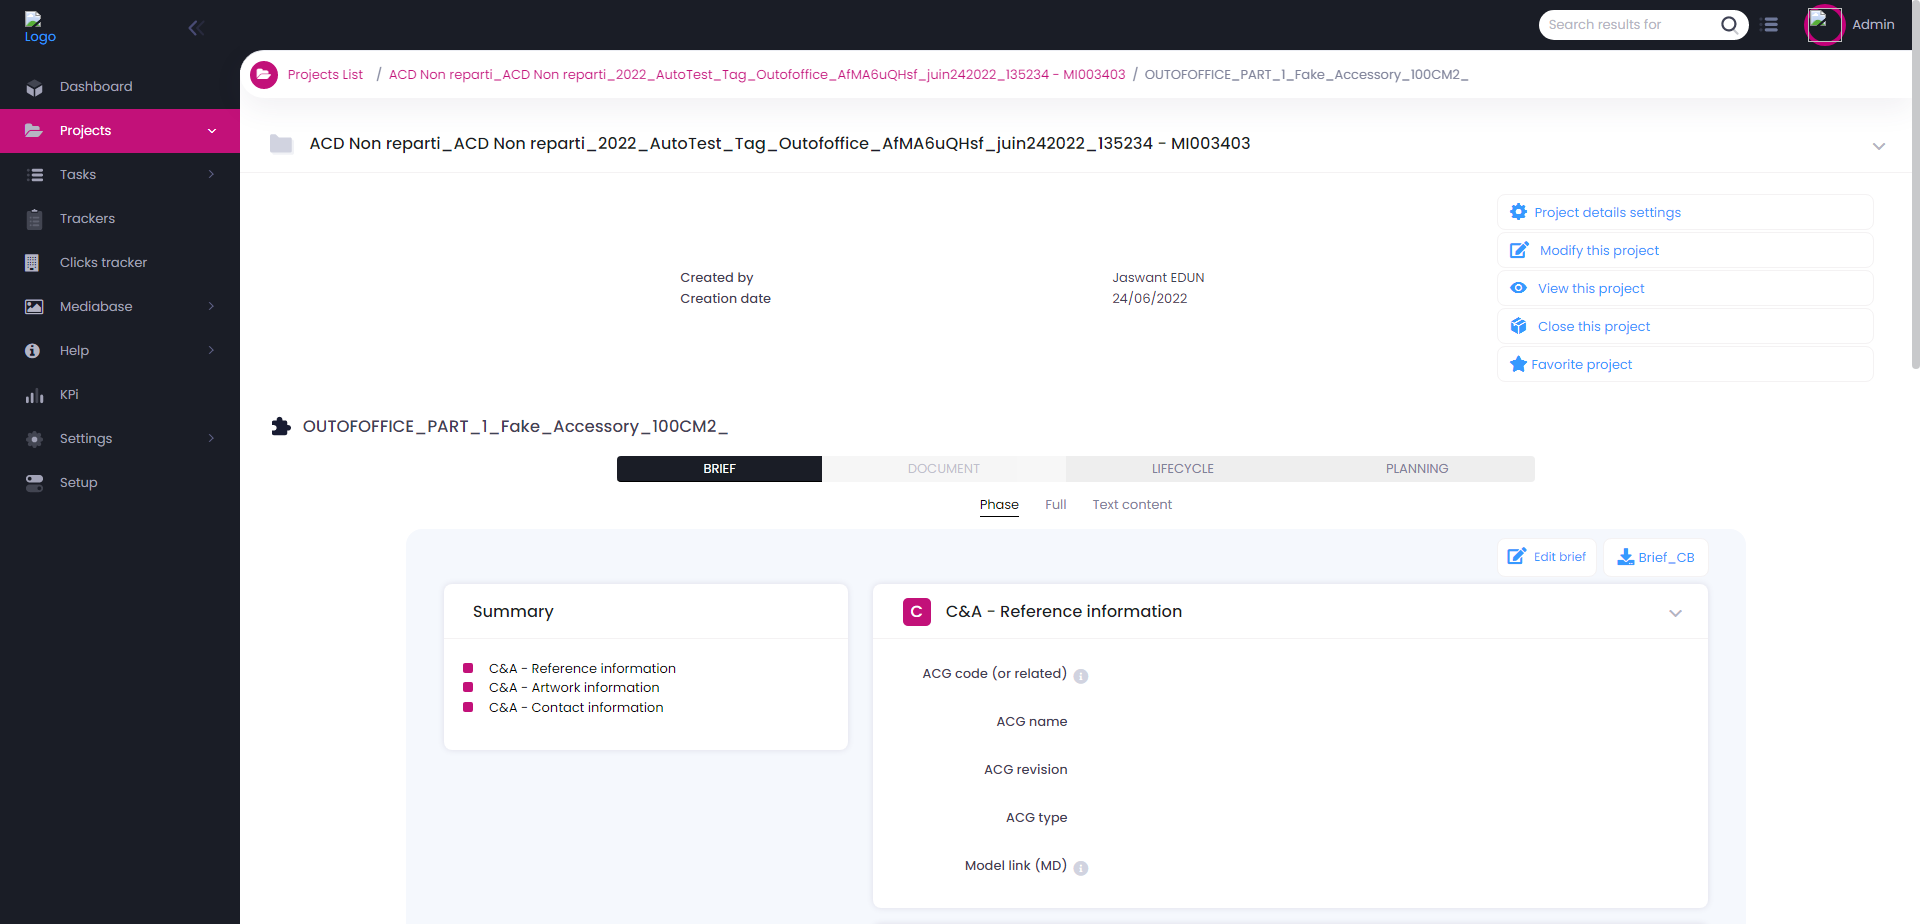 Logo
Search results for
Admin
Dashboard
Projects
Tasks
Trackers
Clicks tracker
Mediabase
Help
KPi
Settings
Setup
Projects List / ACD Non reparti_ACD Non reparti_2022_AutoTest_Tag_Outofoffice_AfMA6uQHsf_juin242022_135234 - MI003403 / OUTOFOFFICE_PART_1_Fake_Accessory_100CM2_
ACD Non reparti_ACD Non reparti_2022_AutoTest_Tag_Outofoffice_AfMA6uQHsf_juin242022_135234 - MI003403
Created by Jaswant EDUN
Creation date 24/06/2022
Project details settings
Modify this project
View this project
Close this project
Favorite project
OUTOFOFFICE_PART_1_Fake_Accessory_100CM2_
BRIEF DOCUMENT LIFECYCLE PLANNING
Phase Full Text content
Edit brief Brief_CB
Summary
C&A - Reference information
C&A - Artwork information
C&A - Contact information
C C&A - Reference information
ACG code (or related) i
ACG name
ACG revision
ACG type
Model link (MD) i